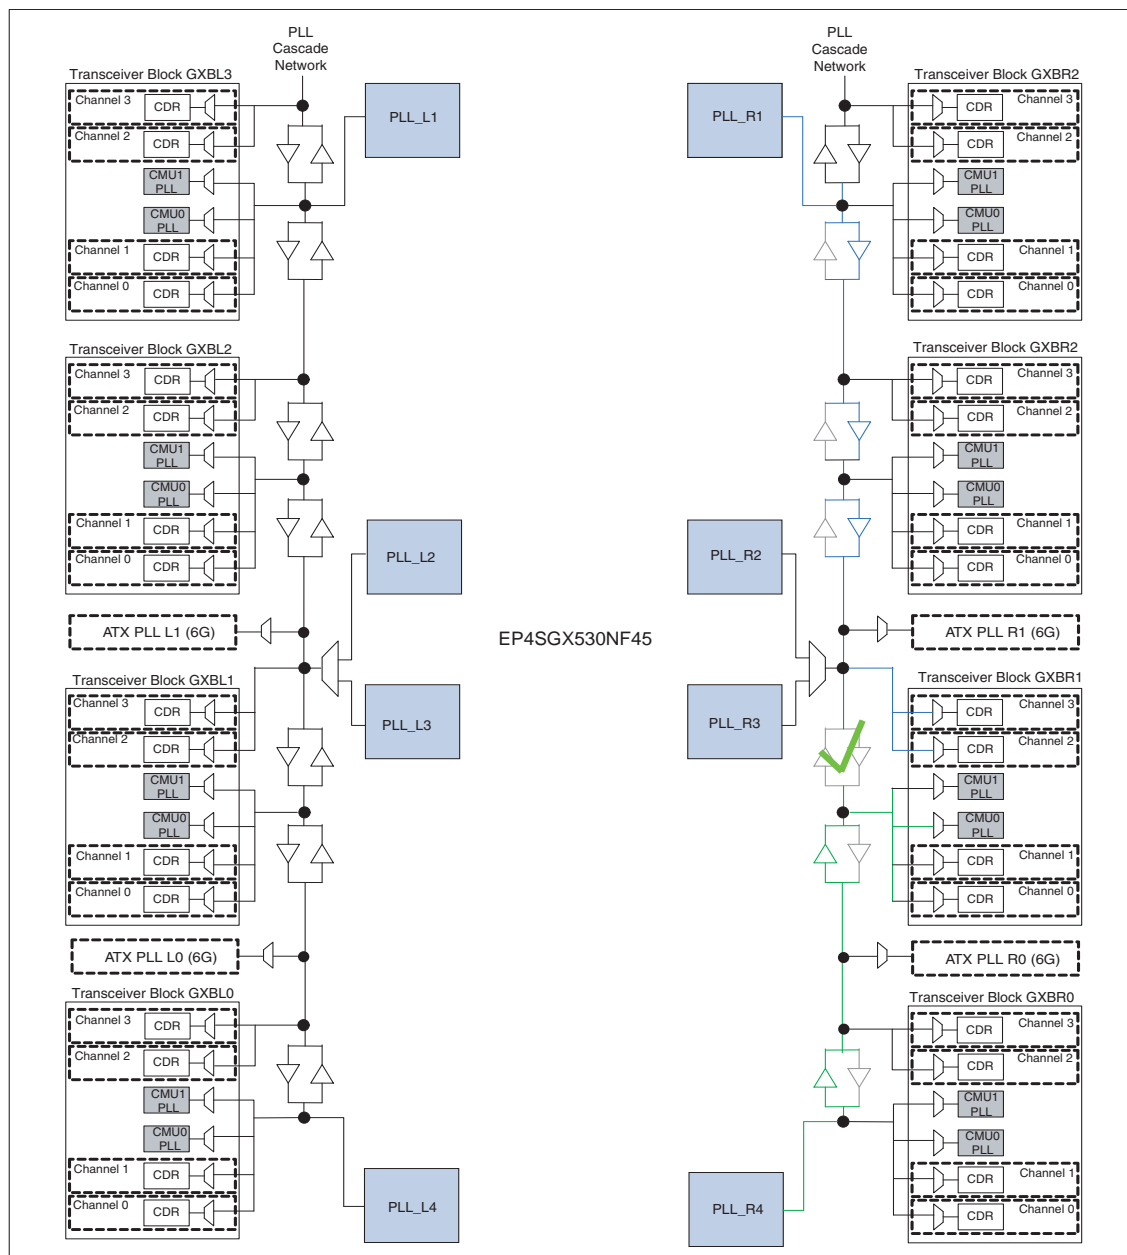 PLL
Cascade
Network
Transceiver Block GXBL3
Channel 3
CDR
Channel 2
CDR
CMU1
PLL
CMU0
PLL
Channel 1
CDR
Channel 0
CDR
PLL_L1
Transceiver Block GXBL2
Channel 3
CDR
Channel 2
CDR
CMU1
PLL
CMU0
PLL
Channel 1
CDR
Channel 0
CDR
PLL_L2
ATX PLL L1 (6G)
Transceiver Block GXBL1
Channel 3
CDR
Channel 2
CDR
CMU1
PLL
CMU0
PLL
Channel 1
CDR
Channel 0
CDR
PLL_L3
ATX PLL L0 (6G)
Transceiver Block GXBL0
Channel 3
CDR
Channel 2
CDR
CMU1
PLL
CMU0
PLL
Channel 1
CDR
Channel 0
CDR
PLL_L4
EP4SGX530NF45
PLL
Cascade
Network
PLL_R1
Transceiver Block GXBR2
CDR
Channel 3
CDR
Channel 2
CMU1
PLL
CMU0
PLL
CDR
Channel 1
CDR
Channel 0
Transceiver Block GXBR2
CDR
Channel 3
CDR
Channel 2
CMU1
PLL
CMU0
PLL
CDR
Channel 1
CDR
Channel 0
PLL_R2
ATX PLL R1 (6G)
PLL_R3
Transceiver Block GXBR1
CDR
Channel 3
CDR
Channel 2
CMU1
PLL
CMU0
PLL
CDR
Channel 1
CDR
Channel 0
ATX PLL R0 (6G)
Transceiver Block GXBR0
CDR
Channel 3
CDR
Channel 2
CMU1
PLL
CMU0
PLL
CDR
Channel 1
CDR
Channel 0
PLL_R4